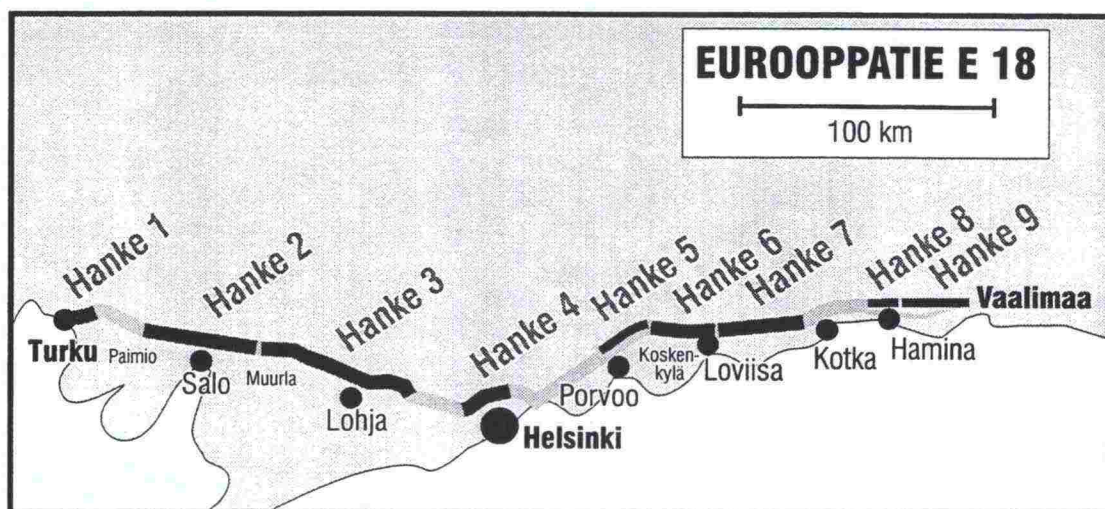 EUROOPPATIE E 18
100 km
Hanke 1
Hanke 2
Hanke 3
Hanke 4
Hanke 5
Hanke 6
Hanke 7
Hanke 8
Hanke 9
Vaalimaa
Turku
Paimio
Salo
Muurla
Lohja
Helsinki
Porvoo
Kosken-
kylä
Loviisa
Kotka
Hamina